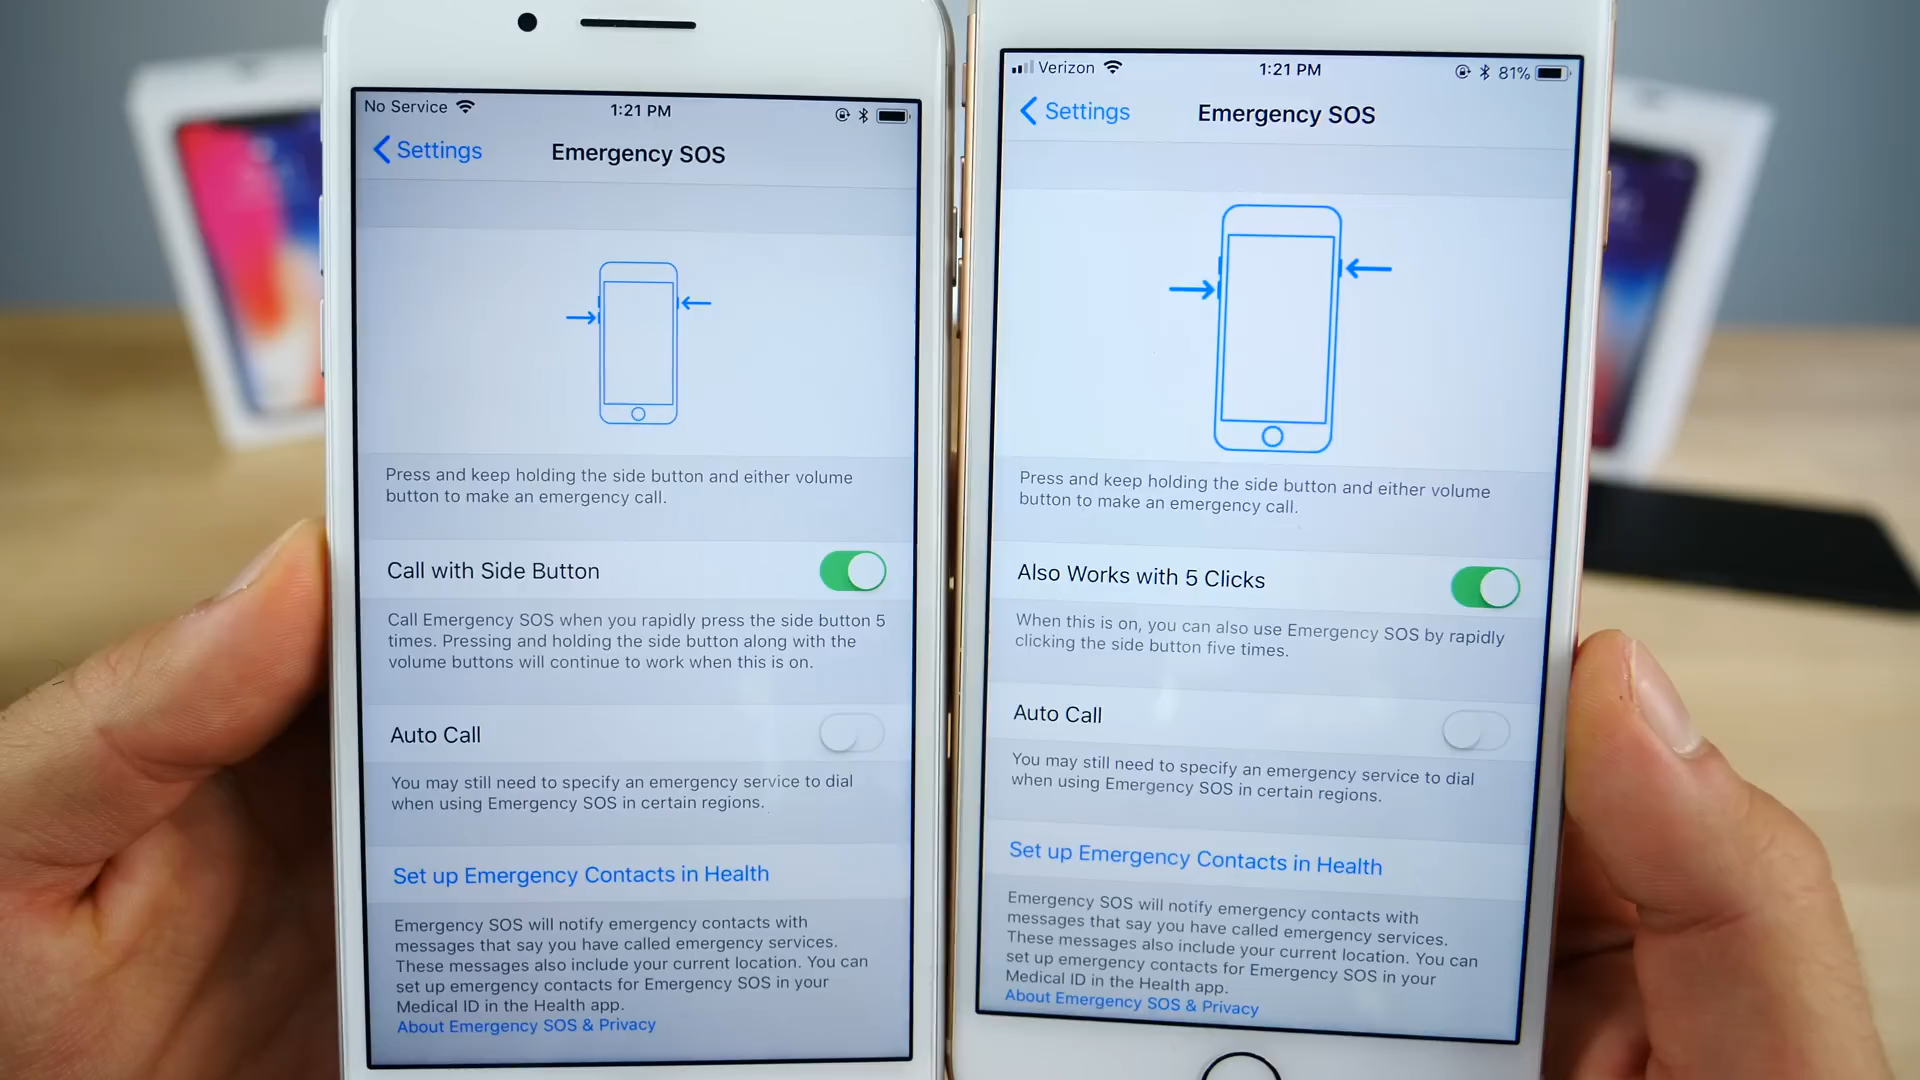 No Service
1:21 PM
Settings
Emergency SOS
Press and keep holding the side button and either volume
button to make an emergency call.
Call with Side Button
Call Emergency SOS when you rapidly press the side button 5
times. Pressing and holding the side button along with the
volume buttons will continue to work when this is on.
Auto Call
You may still need to specify an emergency service to dial
when using Emergency SOS in certain regions.
Set up Emergency Contacts in Health
Emergency SOS will notify emergency contacts with
messages that say you have called emergency services.
These messages also include your current location. You can
set up emergency contacts for Emergency SOS in your
Medical ID in the Health app.
About Emergency SOS & Privacy
Verizon
1:21 PM
81%
Settings
Emergency SOS
Press and keep holding the side button and either volume
button to make an emergency call.
Also Works with 5 Clicks
When this is on, you can also use Emergency SOS by rapidly
clicking the side button five times.
Auto Call
You may still need to specify an emergency service to dial
when using Emergency SOS in certain regions.
Set up Emergency Contacts in Health
Emergency SOS will notify emergency contacts with
messages that say you have called emergency services.
These messages also include your current location. You can
set up emergency contacts for Emergency SOS in your
Medical ID in the Health app.
About Emergency SOS & Privacy